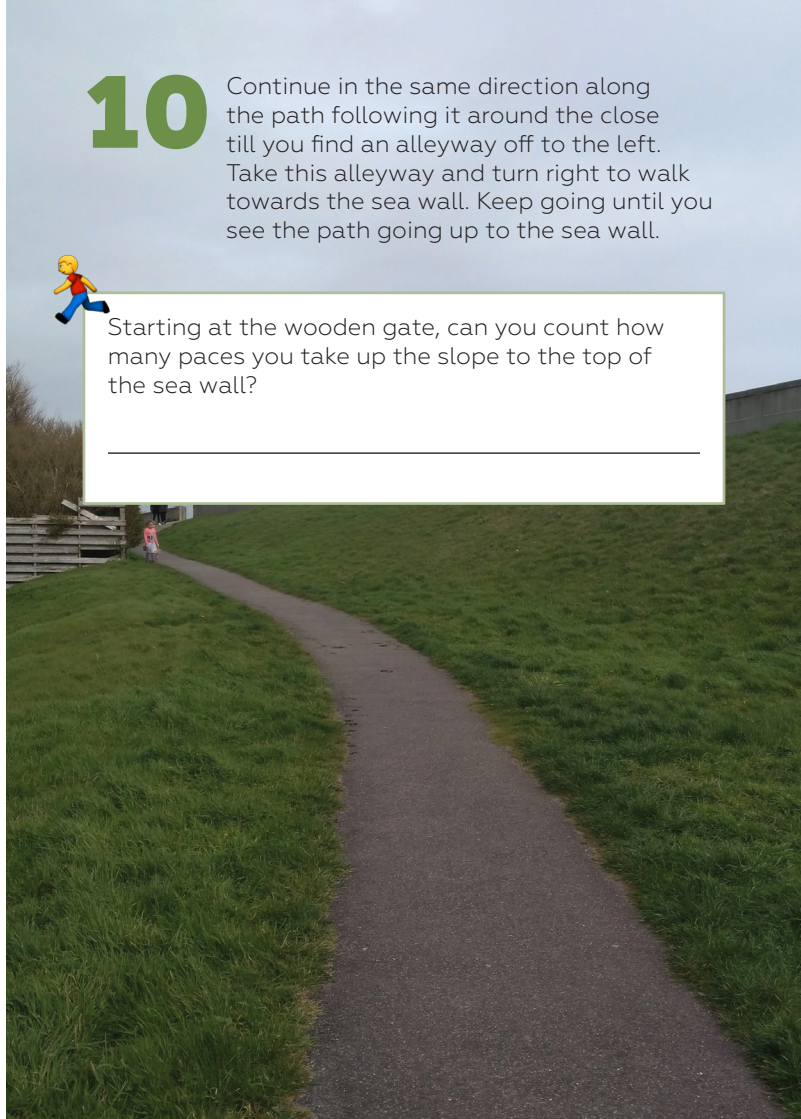 10
Continue in the same direction along
the path following it around the close
till you find an alleyway off to the left.
Take this alleyway and turn right to walk
towards the sea wall. Keep going until you
see the path going up to the sea wall.
Starting at the wooden gate, can you count how
many paces you take up the slope to the top of
the sea wall?